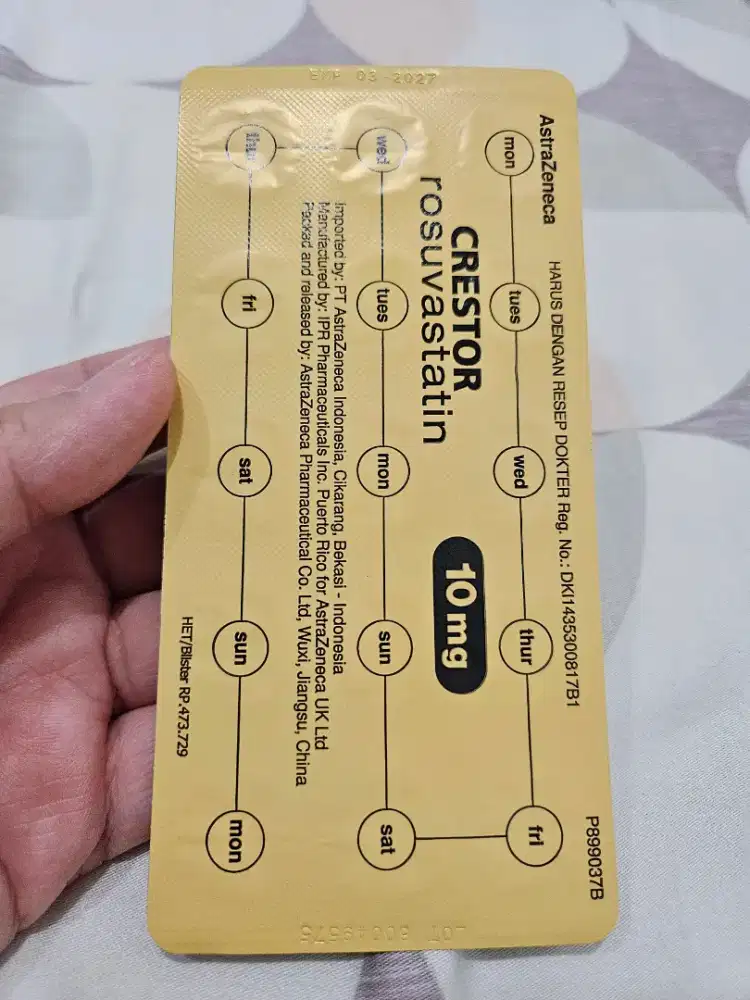 AstraZeneca
HARUS DENGAN RESEP DOKTER Reg. No.: DKI1435300817B1
P899037B
mon
tues
wed
thur
fri
CRESTOR
rosuvastatin
10 mg
wed
tues
mon
sun
sat
Imported by: PT AstraZeneca Indonesia, Cikarang, Bekasi - Indonesia
Manufactured by: IPR Pharmaceuticals Inc. Puerto Rico for AstraZeneca UK Ltd
Packed and released by: AstraZeneca Pharmaceutical Co. Ltd, Wuxi, Jiangsu, China
thur
fri
sat
sun
mon
HET/Blister RP.473.729
EXP 03-2027
LOT